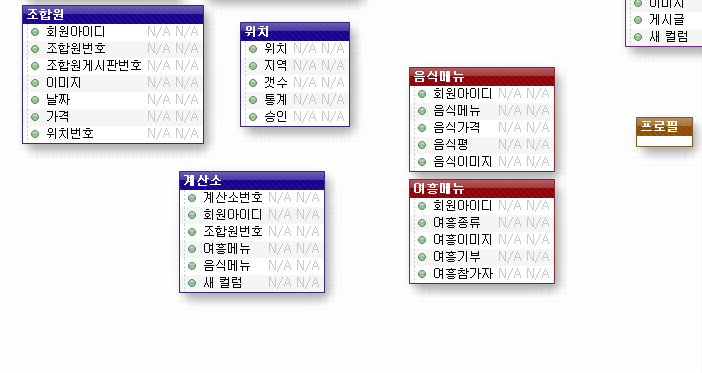 조합원
회원아이디 N/A N/A
조합원번호 N/A N/A
조합원게시판번호 N/A N/A
이미지 N/A N/A
날짜 N/A N/A
가격 N/A N/A
위치번호 N/A N/A
위치
위치 N/A N/A
지역 N/A N/A
갯수 N/A N/A
통계 N/A N/A
승인 N/A N/A
이미지
게시글
새 컬럼
음식메뉴
회원아이디 N/A N/A
음식메뉴 N/A N/A
음식가격 N/A N/A
음식평 N/A N/A
음식이미지 N/A N/A
프로필
계산소
계산소번호 N/A N/A
회원아이디 N/A N/A
조합원번호 N/A N/A
여흥메뉴 N/A N/A
음식메뉴 N/A N/A
새 컬럼 N/A N/A
여흥메뉴
회원아이디 N/A N/A
여흥종류 N/A N/A
여흥이미지 N/A N/A
여흥기부 N/A N/A
여흥참가자 N/A N/A